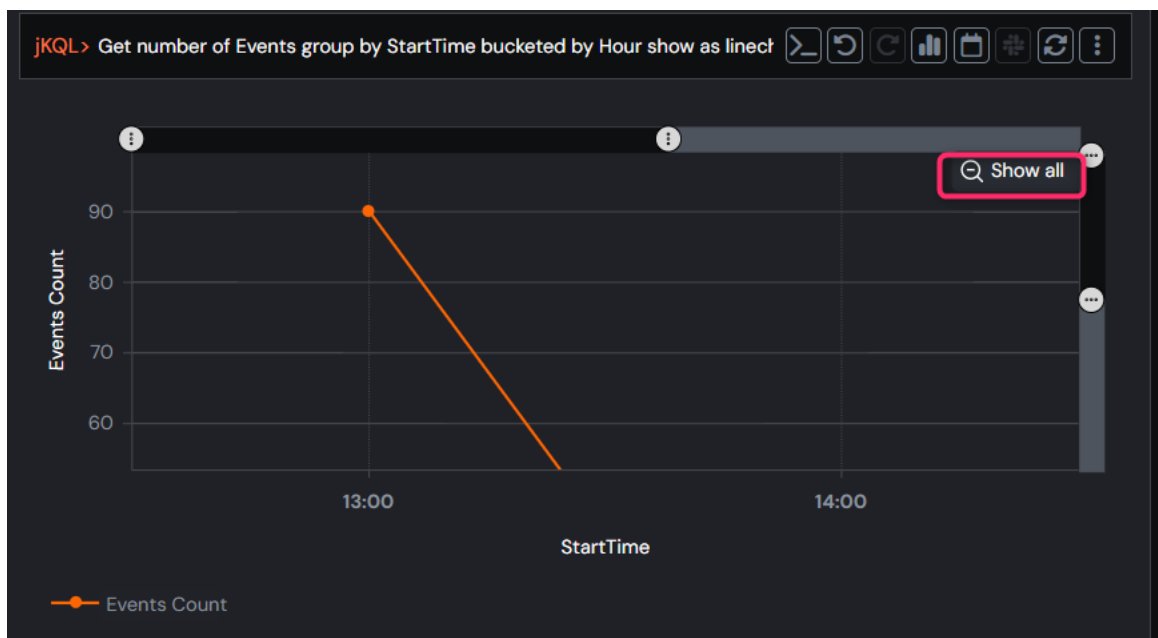 jKQL> Get number of Events group by StartTime bucketed by Hour show as linech
Show all
90
80
70
60
Events Count
13:00
14:00
StartTime
Events Count